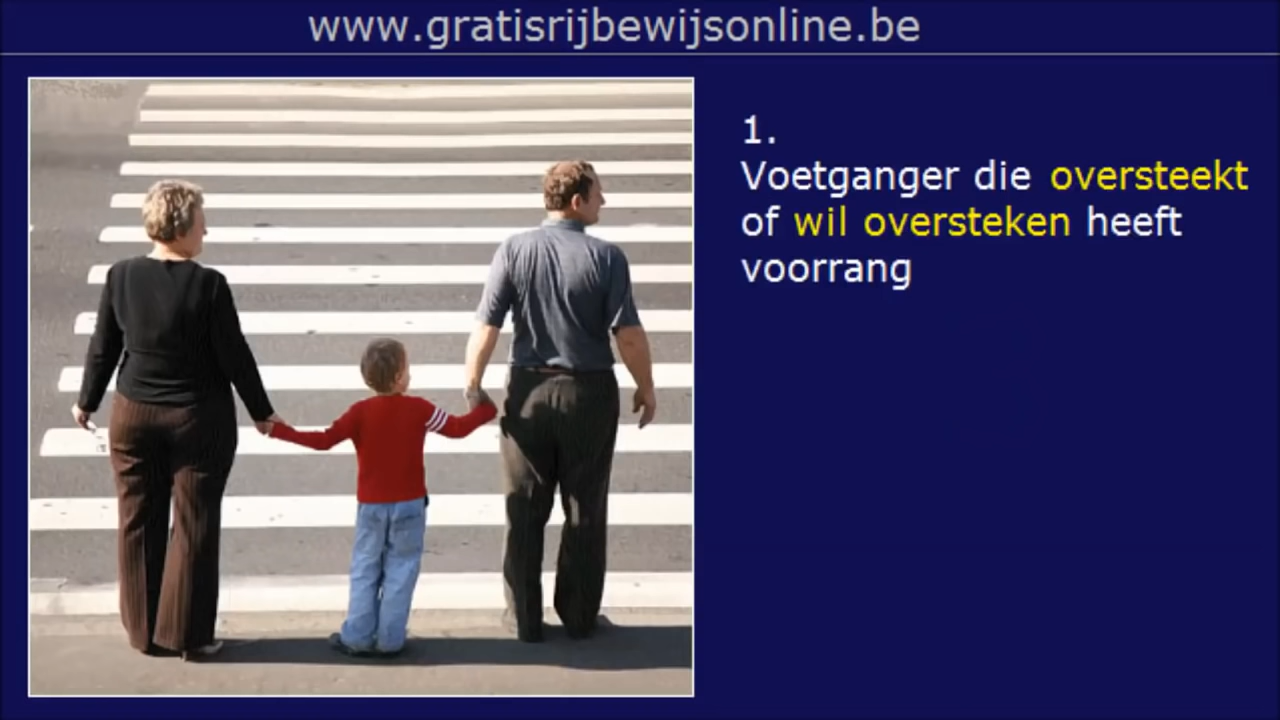 www.gratisrijbewijsonline.be
1.
Voetganger die oversteekt
of wil oversteken heeft
voorrang